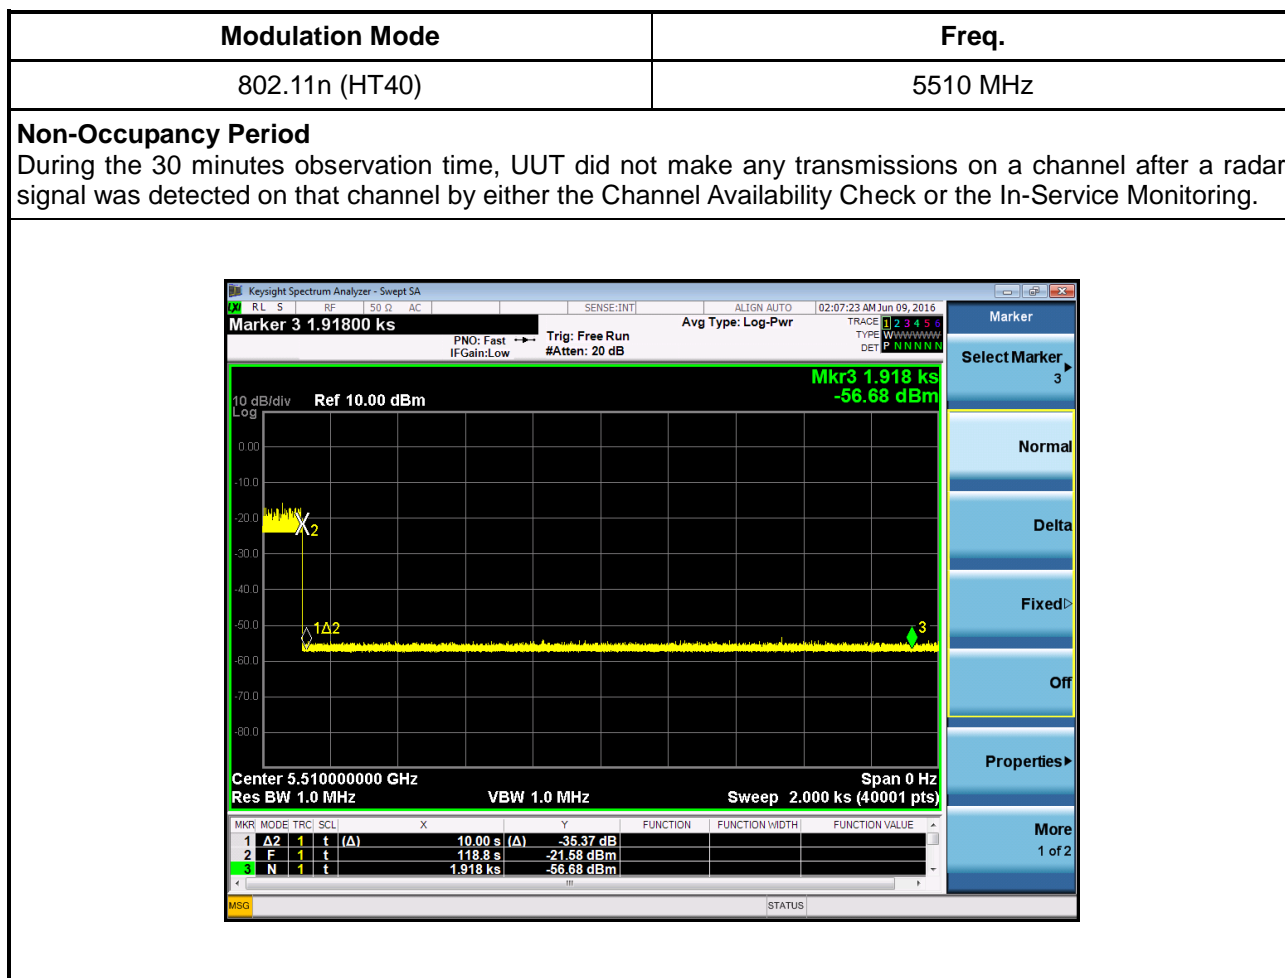 Modulation Mode Freq.
802.11n (HT40) 5510 MHz
Non-Occupancy Period
During the 30 minutes observation time, UUT did not make any transmissions on a channel after a radar
signal was detected on that channel by either the Channel Availability Check or the In-Service Monitoring.
Keysight Spectrum Analyzer - Swept SA
LXI RL S RF 50 Ω AC SENSE:INT ALIGN AUTO 02:07:23 AM Jun 09, 2016
Marker 3 1.91800 ks
PNO: Fast
IFGain:Low
Trig: Free Run
#Atten: 20 dB
Avg Type: Log-Pwr
TRACE 1 2 3 4 5 6
TYPE WWWWWW
DET P N N N N N
Mkr3 1.918 ks
-56.68 dBm
10 dB/div Ref 10.00 dBm
Log
0.00
-10.0
-20.0
-30.0
-40.0
-50.0
-60.0
-70.0
-80.0
2
1Δ2
3
Center 5.510000000 GHz Span 0 Hz
Res BW 1.0 MHz VBW 1.0 MHz Sweep 2.000 ks (40001 pts)
MKR MODE TRC SCL X Y FUNCTION FUNCTION WIDTH FUNCTION VALUE
1 Δ2 1 t (Δ) 10.00 s (Δ) -35.37 dB
2 F 1 t 118.8 s -21.58 dBm
3 N 1 t 1.918 ks -56.68 dBm
MSG STATUS
Marker
Select Marker
3
Normal
Delta
Fixed
Off
Properties
More
1 of 2